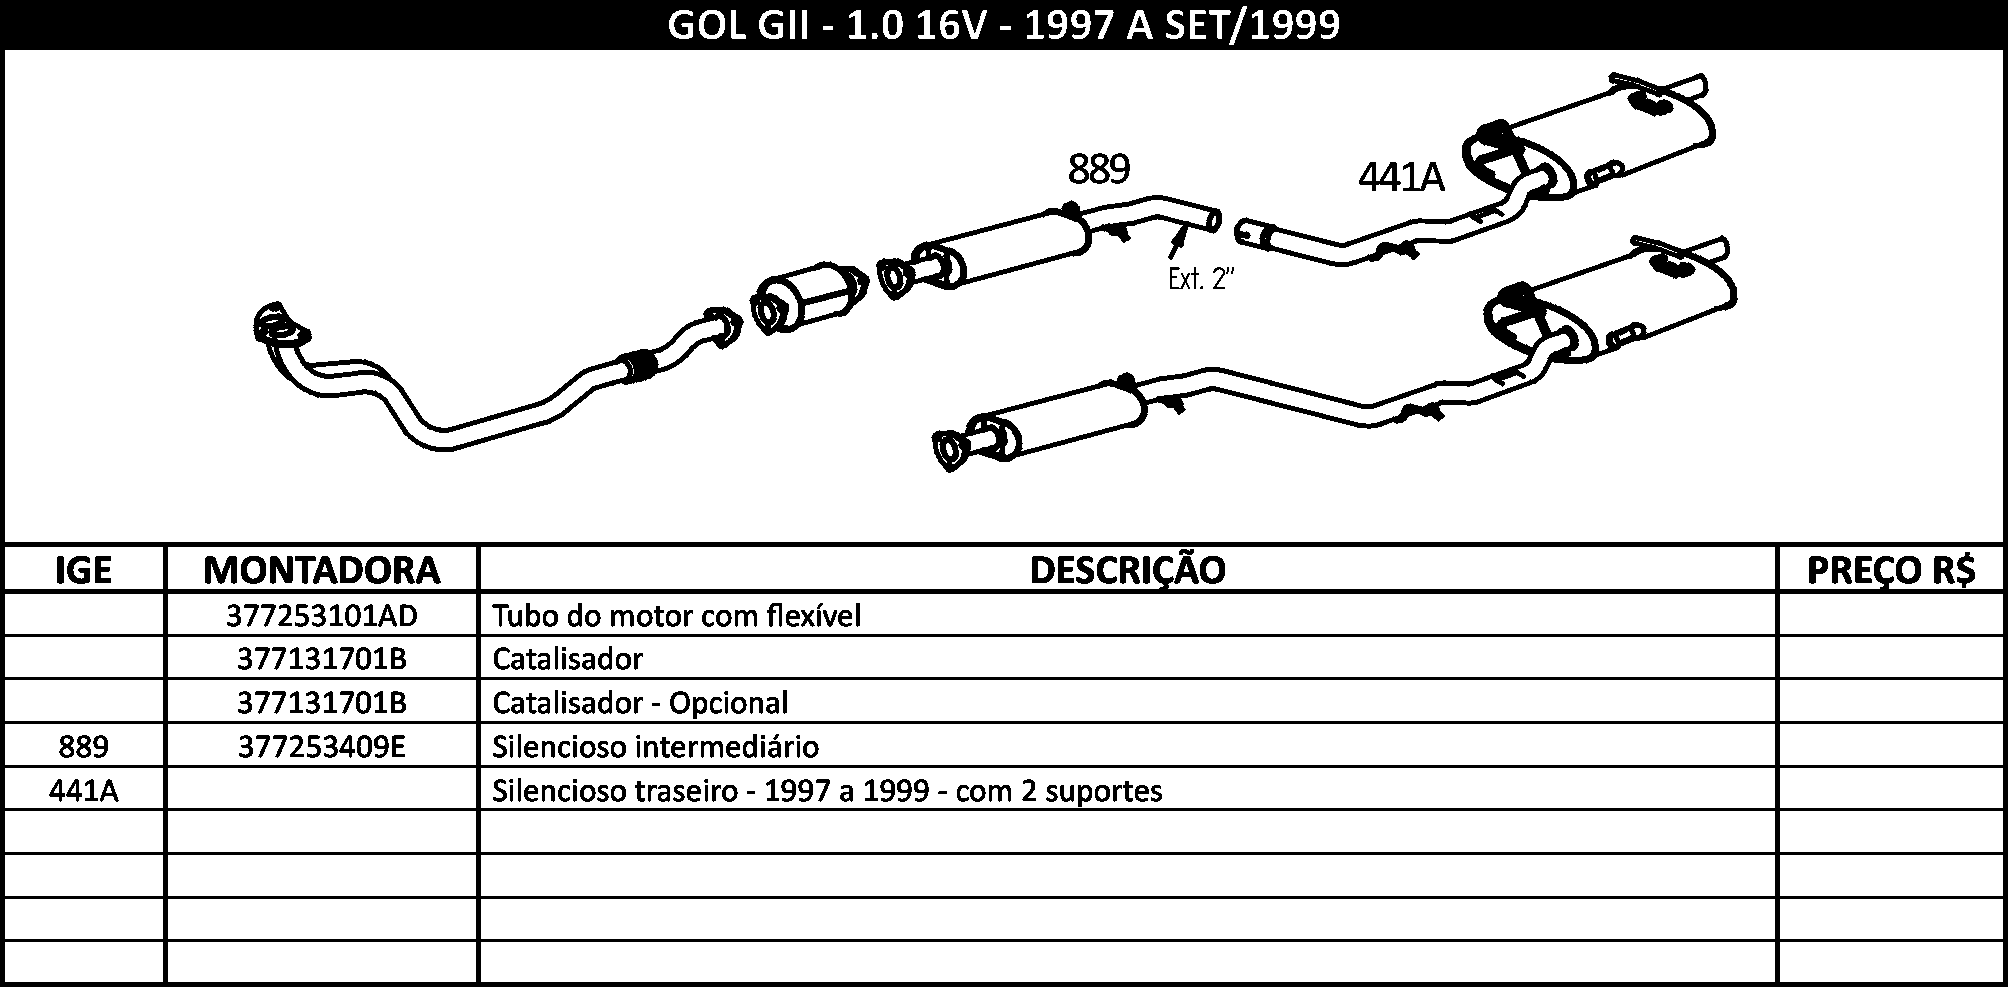 GOL GII - 1.0 16V - 1997 A SET/1999
889
441A
Ext. 2"
IGE MONTADORA DESCRIÇÃO PREÇO R$
377253101AD Tubo do motor com flexível
377131701B Catalisador
377131701B Catalisador - Opcional
889 377253409E Silencioso intermediário
441A Silencioso traseiro - 1997 a 1999 - com 2 suportes